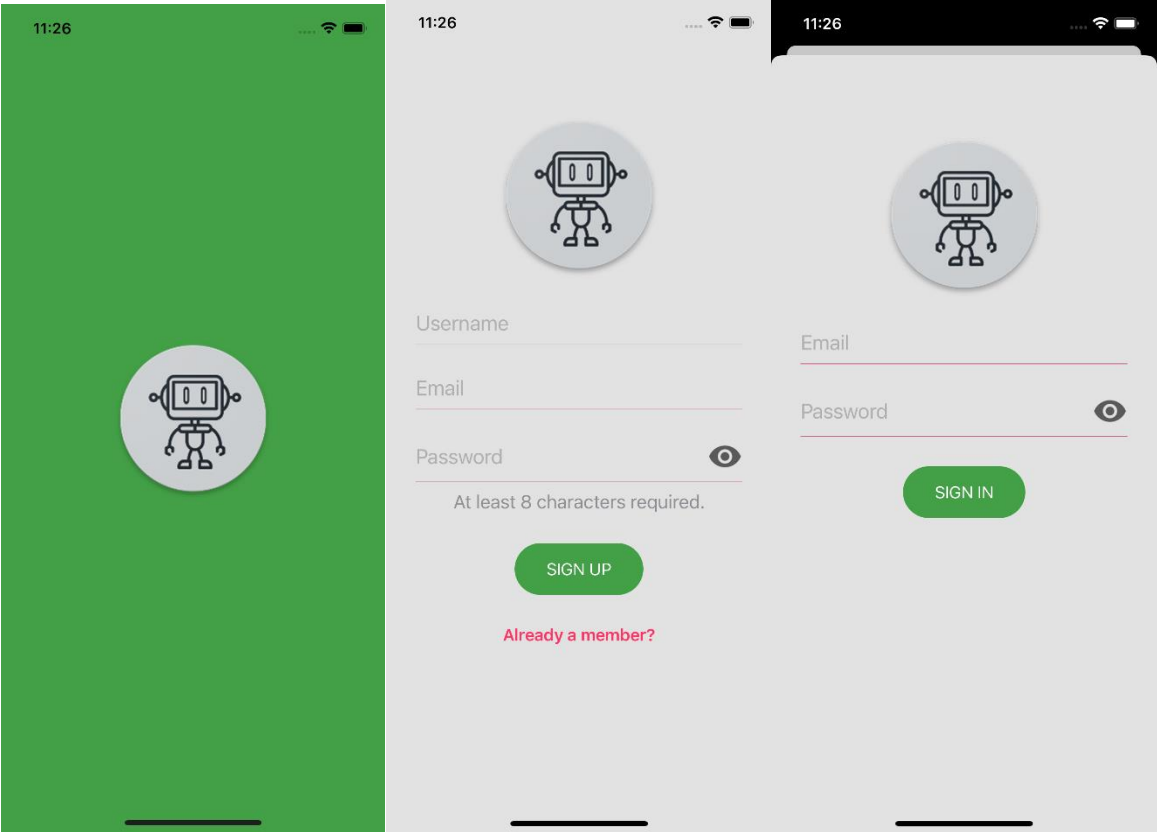 11:26
11:26
Username
Email
Password
At least 8 characters required.
SIGN UP
Already a member?
11:26
Email
Password
SIGN IN